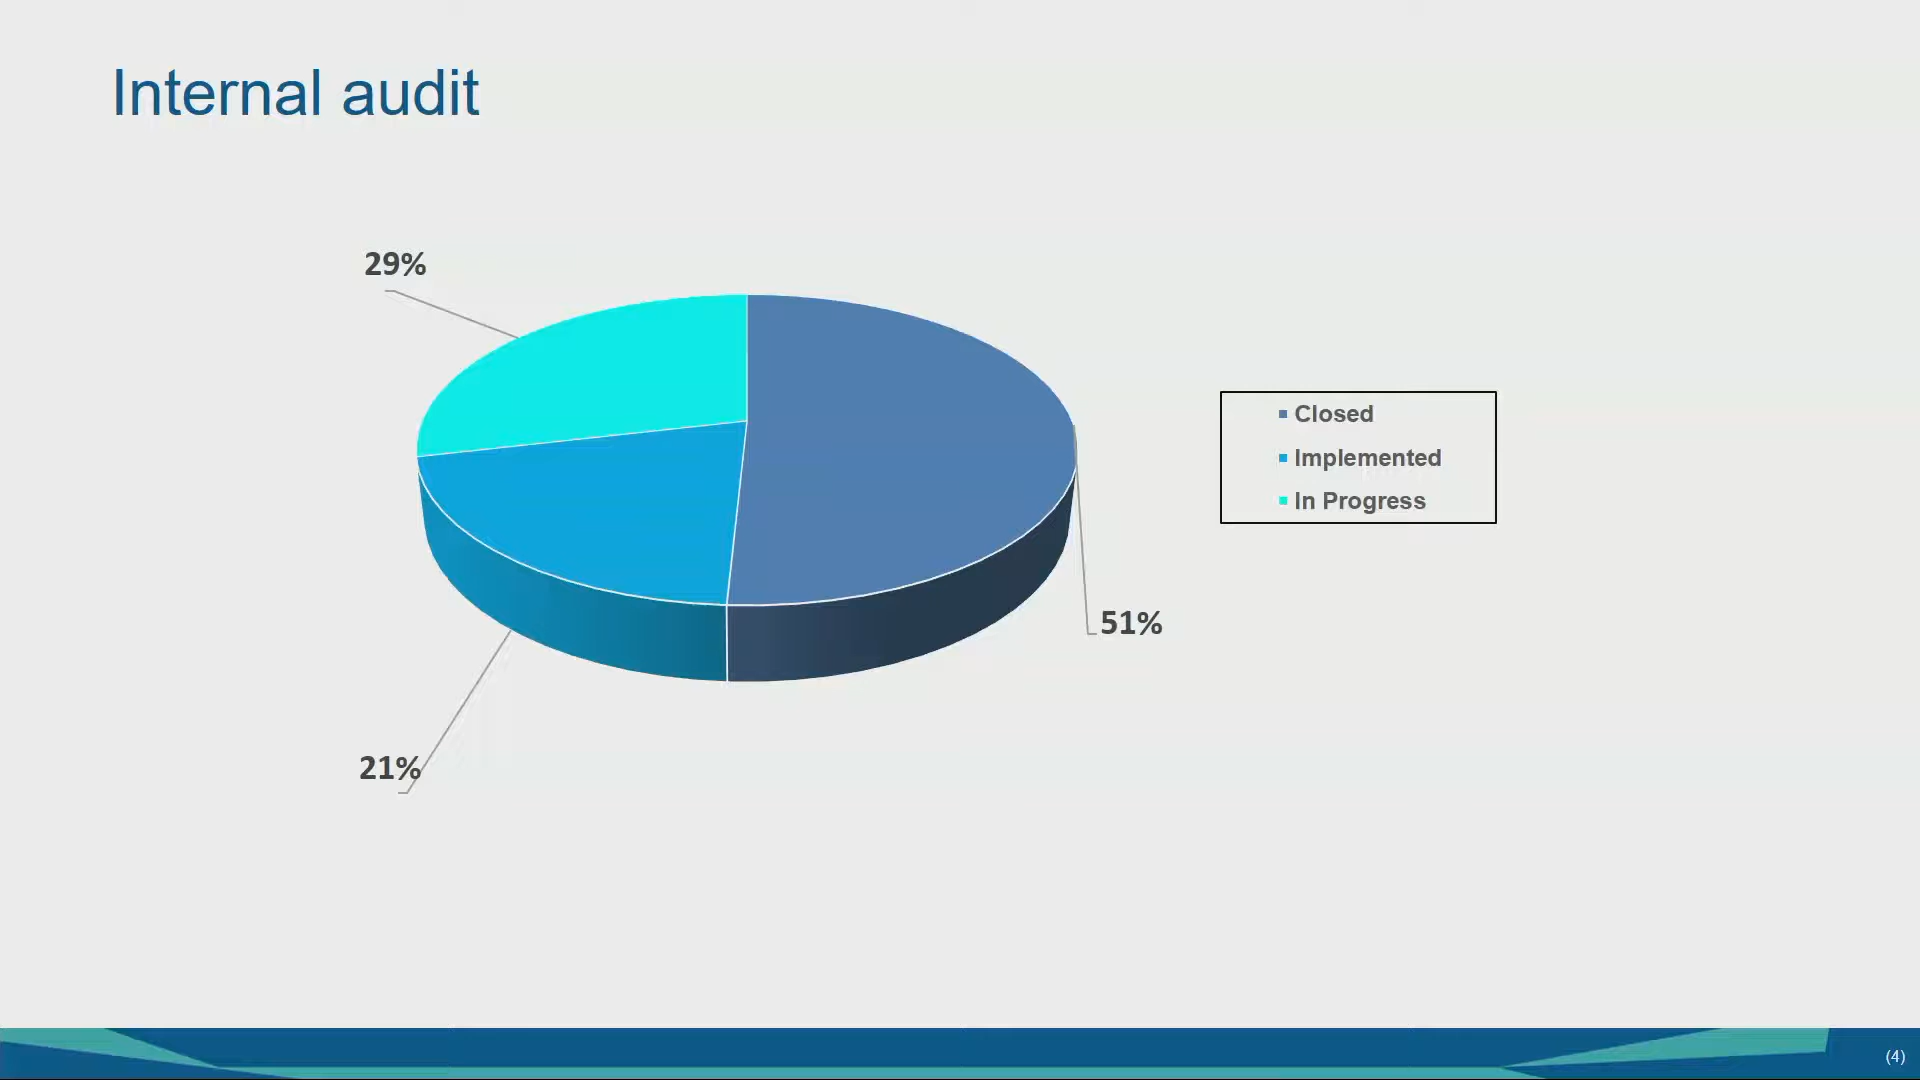 Internal audit
29%
Closed
Implemented
In Progress
51%
21%
(4)